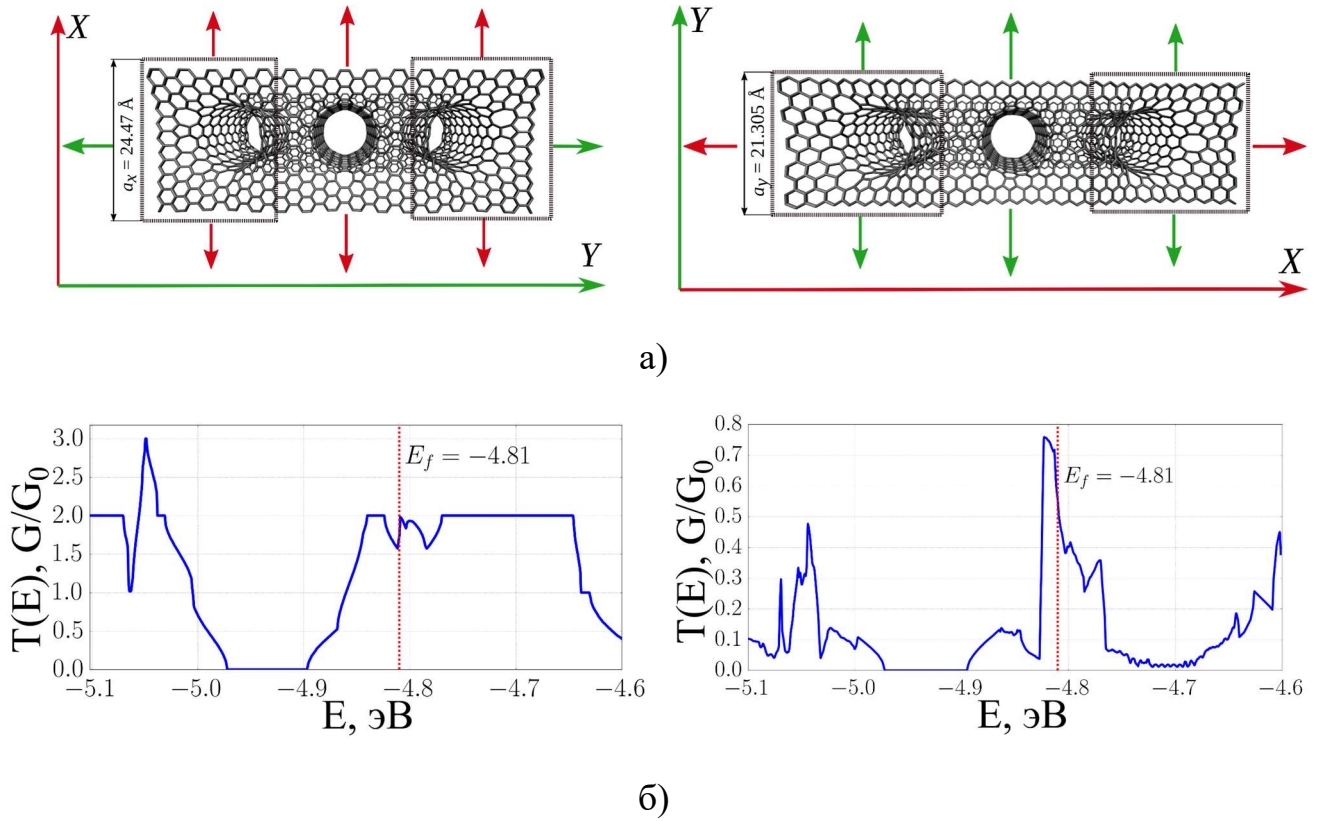 X
a_x = 24.47 Å
Y
Y
a_y = 21.305 Å
X
а)
T(E), G/G_0
3.0
2.5
2.0
1.5
1.0
0.5
0.0
E_f = −4.81
−5.1 −5.0 −4.9 −4.8 −4.7 −4.6
E, эВ
T(E), G/G_0
0.8
0.7
0.6
0.5
0.4
0.3
0.2
0.1
0.0
E_f = −4.81
−5.1 −5.0 −4.9 −4.8 −4.7 −4.6
E, эВ
б)